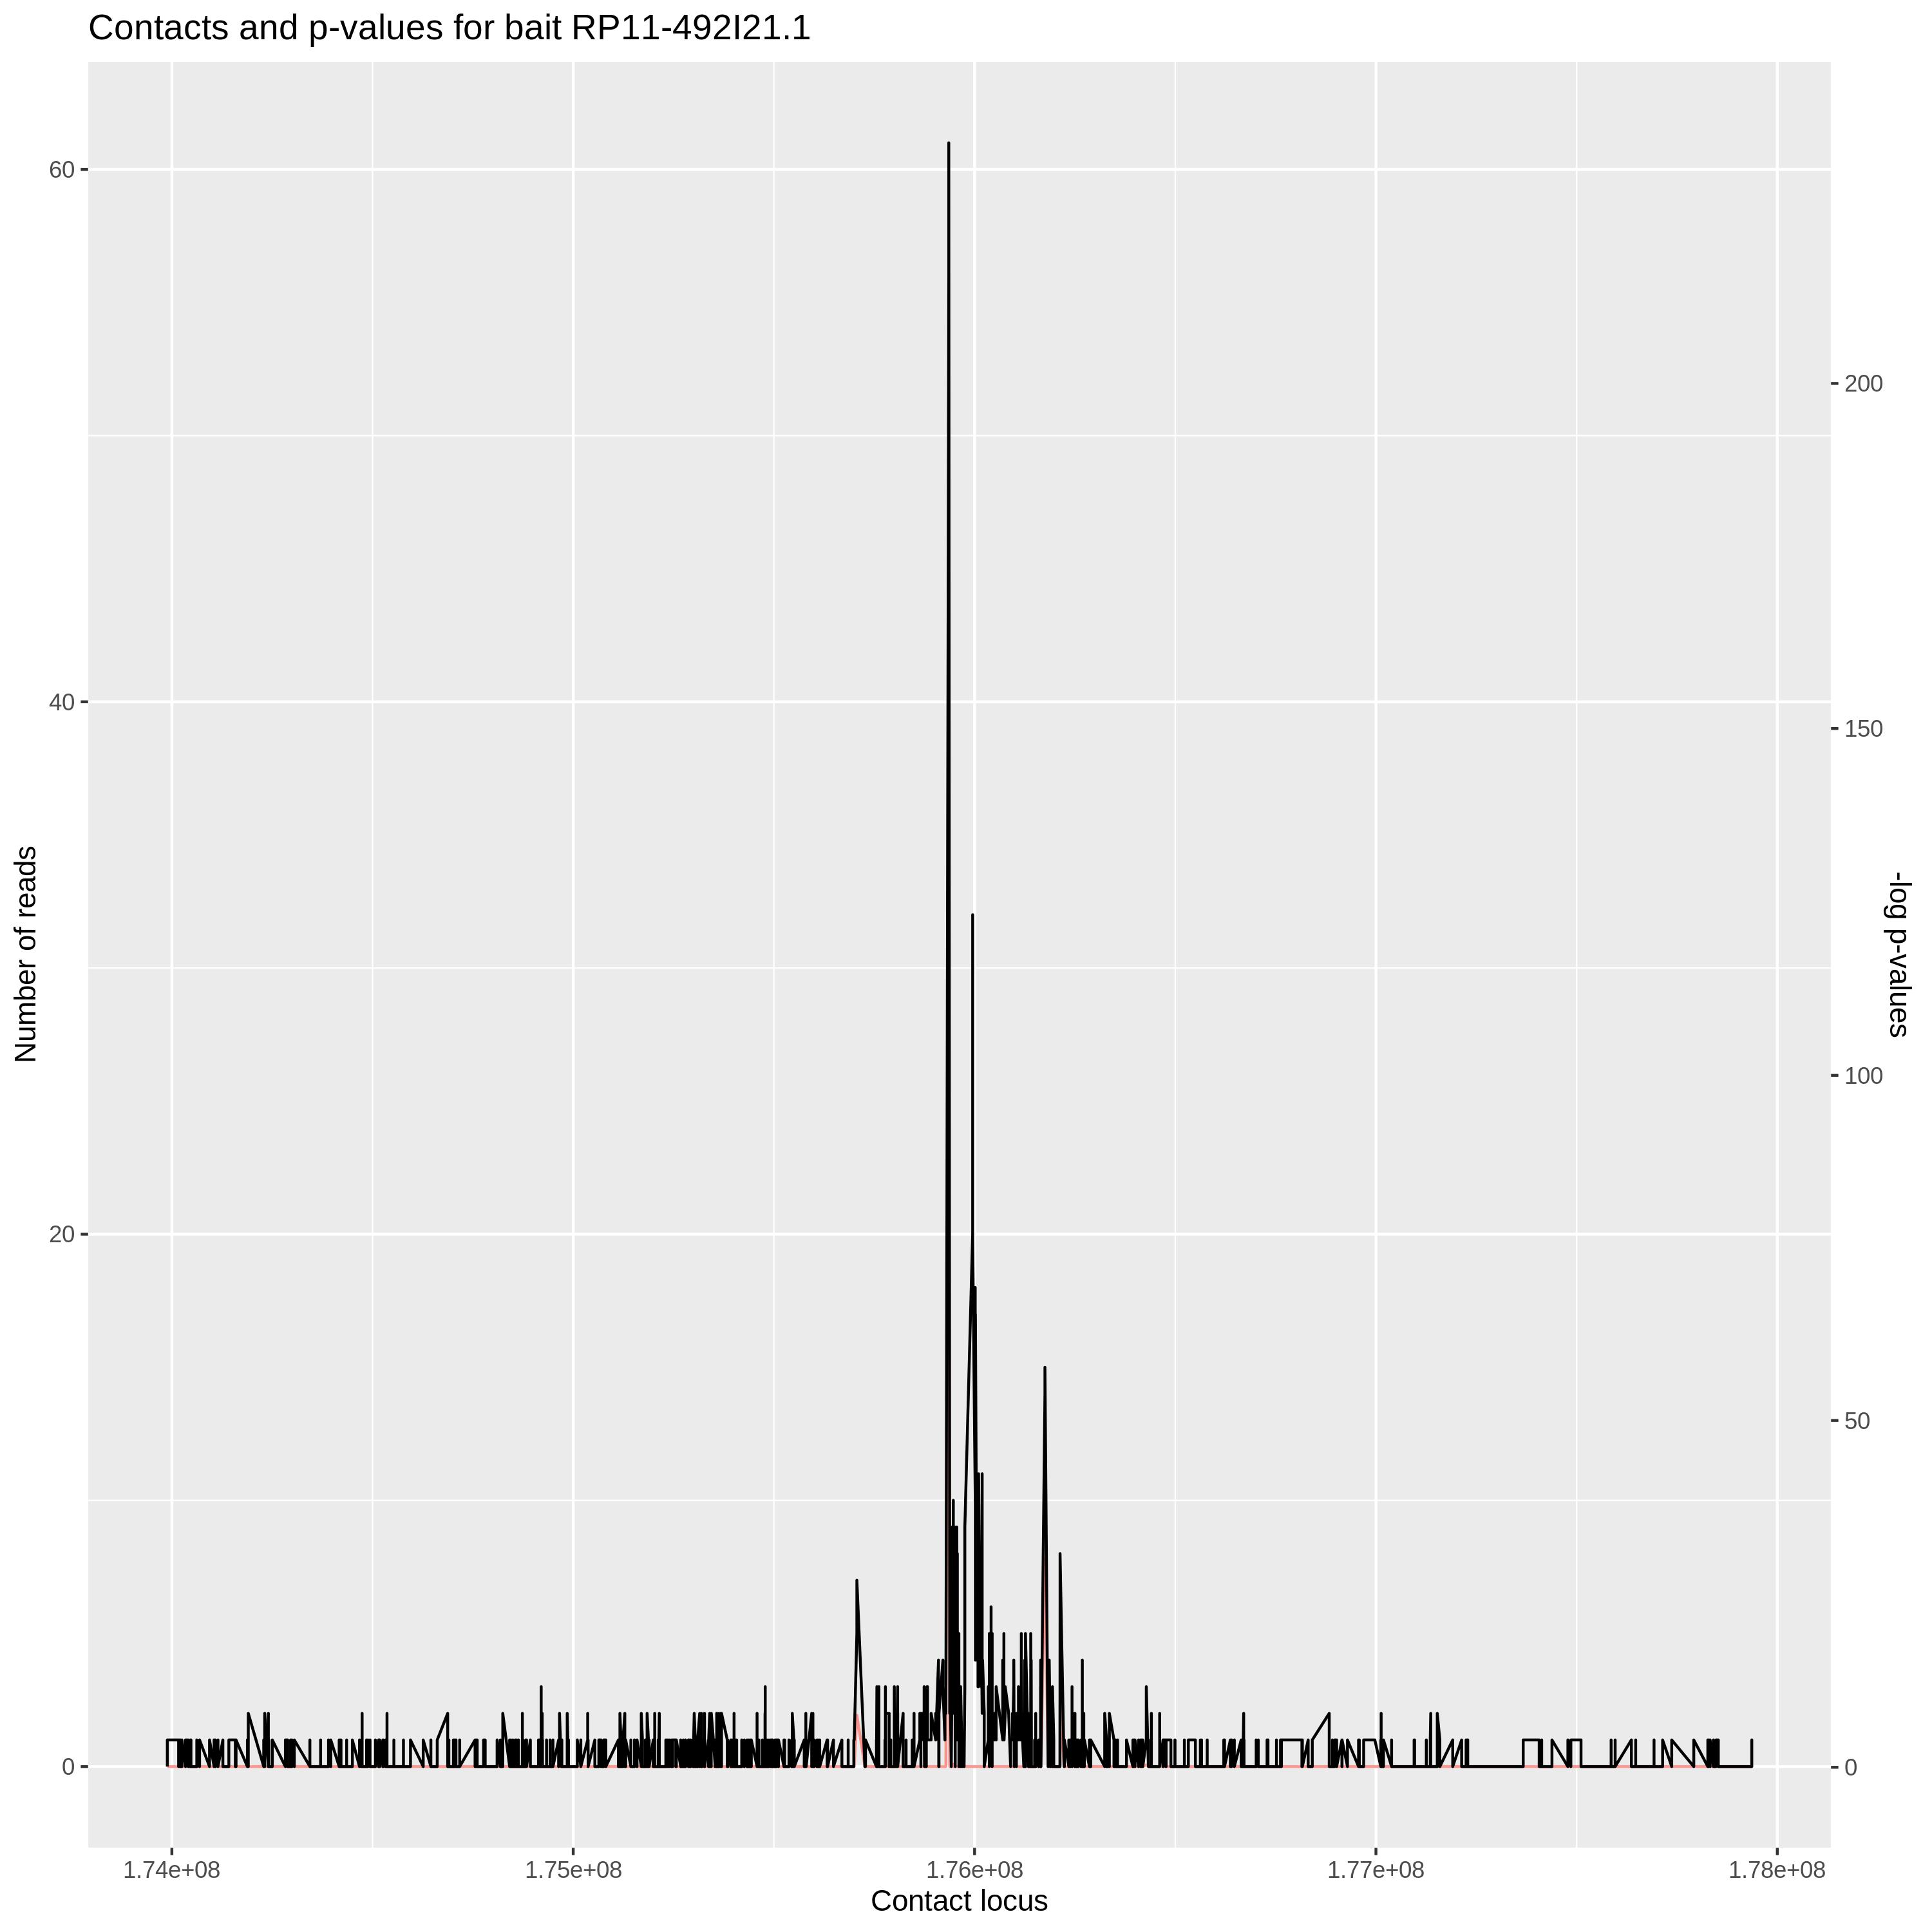 Contacts and p-values for bait RP11-492I21.1
60
40
20
0
Number of reads
200
150
100
50
0
-log p-values
1.74e+08
1.75e+08
1.76e+08
1.77e+08
1.78e+08
Contact locus